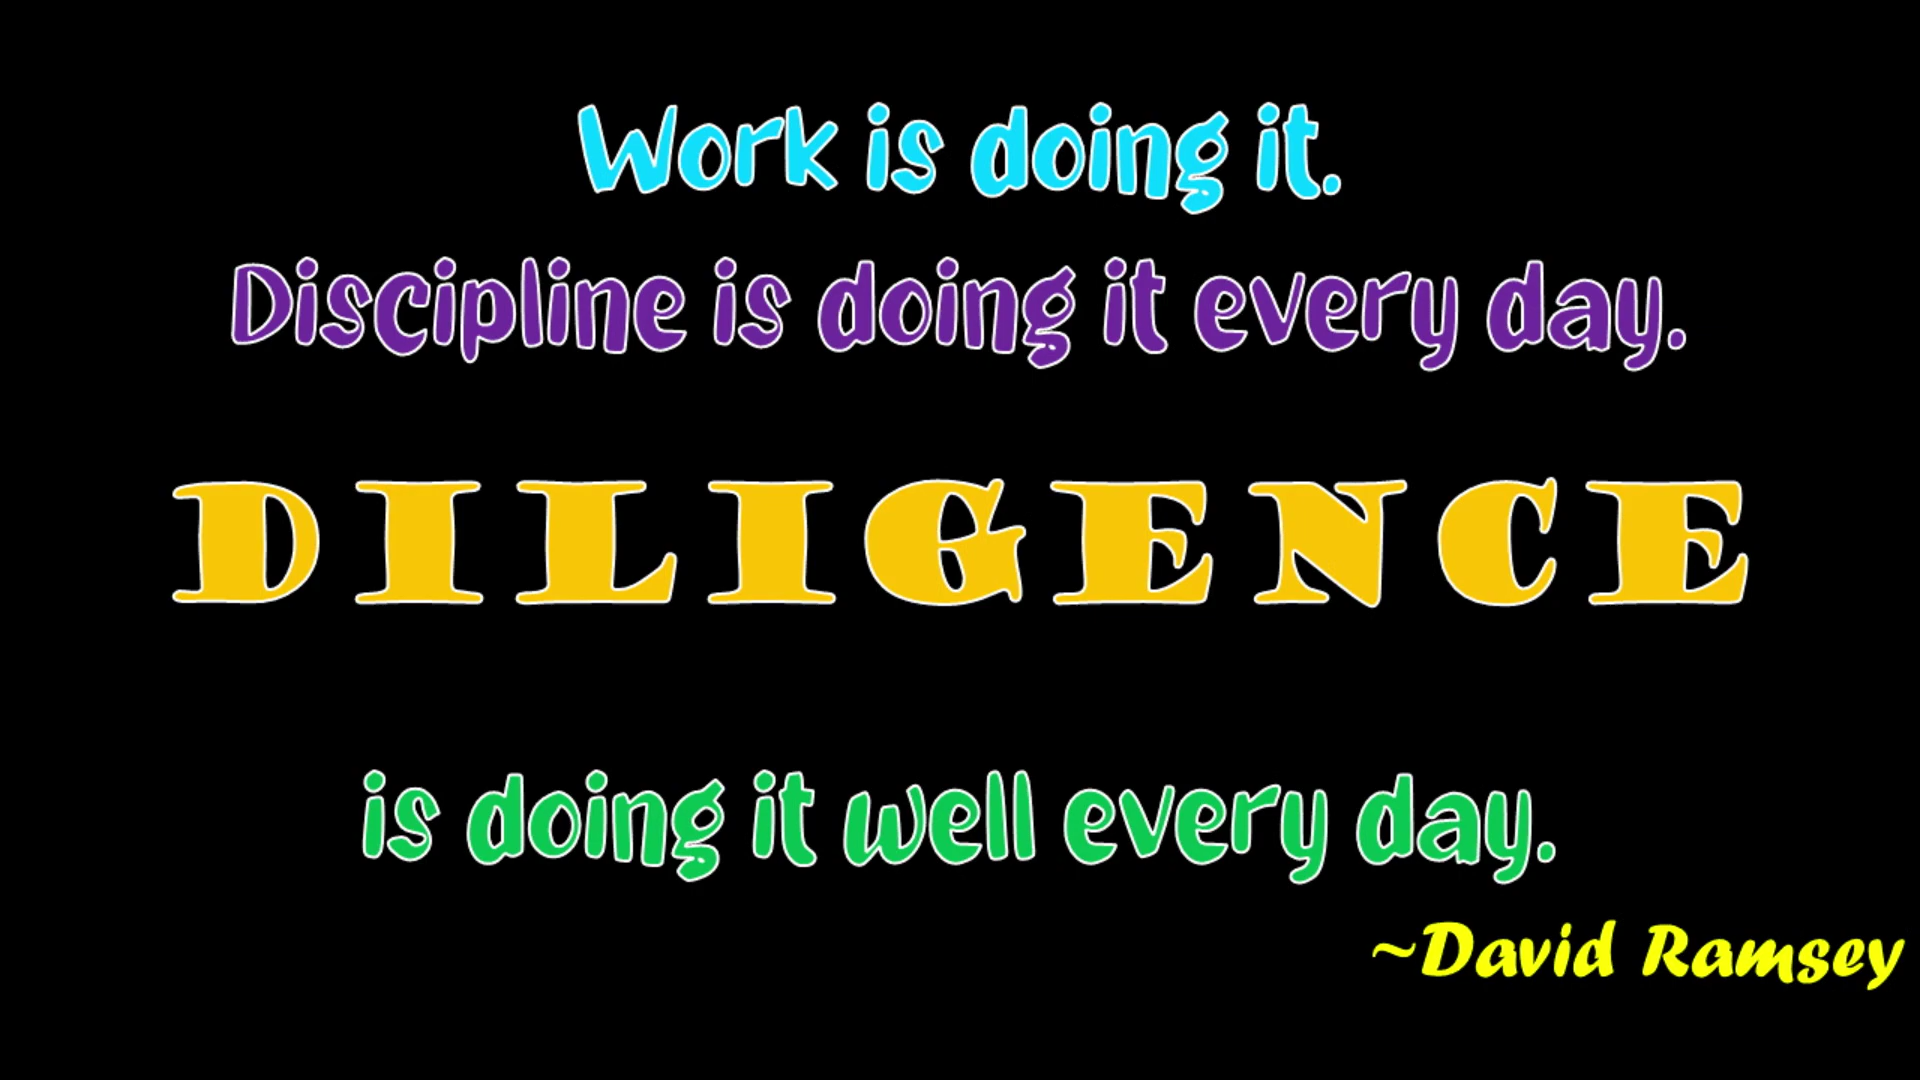 Work is doing it.
Discipline is doing it every day.
DILIGENCE
is doing it well every day.
~David Ramsey